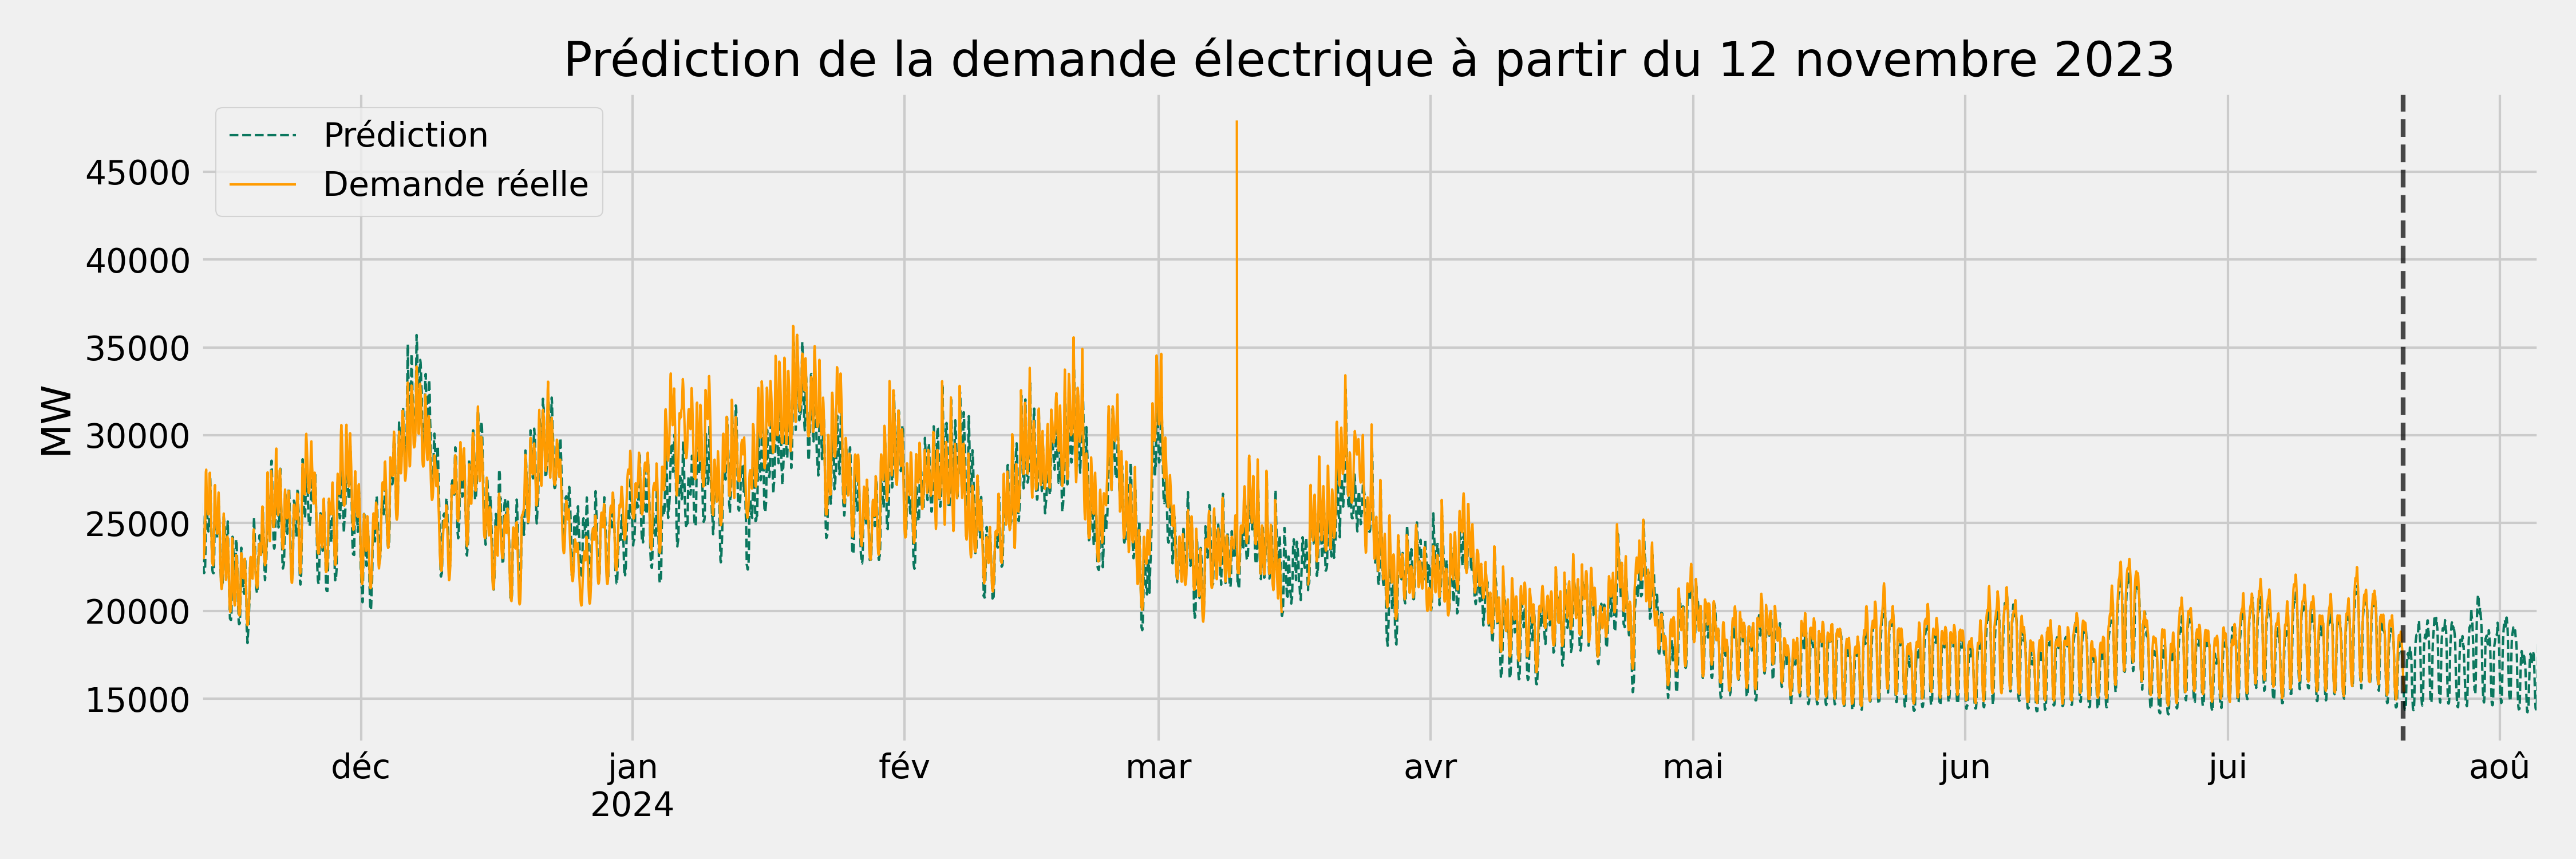 Prédiction de la demande électrique à partir du 12 novembre 2023
Prédiction
Demande réelle
45000
40000
35000
30000
25000
20000
15000
MW
déc
jan
2024
fév
mar
avr
mai
jun
jui
aoû